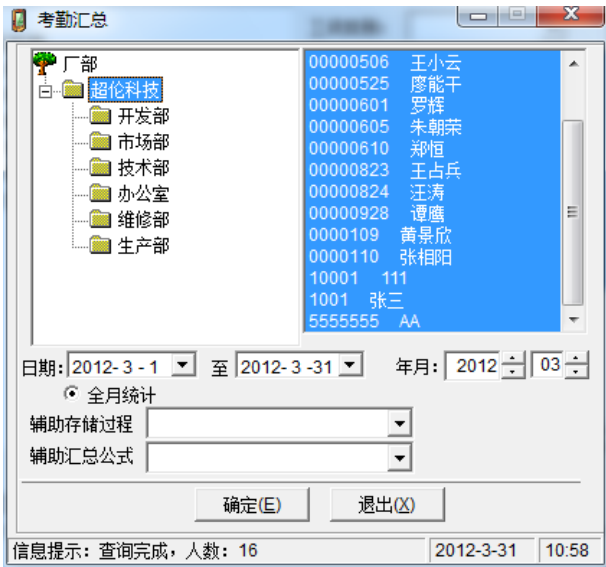 考勤汇总
厂部
超伦科技
开发部
市场部
技术部
办公室
维修部
生产部
00000506 王小云
00000525 廖能干
00000601 罗辉
00000605 朱朝荣
00000610 郑恒
00000823 王占兵
00000824 汪涛
00000928 谭鹰
0000109 黄景欣
0000110 张相阳
10001 111
1001 张三
5555555 AA
日期: 2012- 3 - 1 至 2012- 3 -31 年月: 2012 03
全月统计
辅助存储过程
辅助汇总公式
确定(E) 退出(X)
信息提示: 查询完成, 人数: 16 2012-3-31 10:58